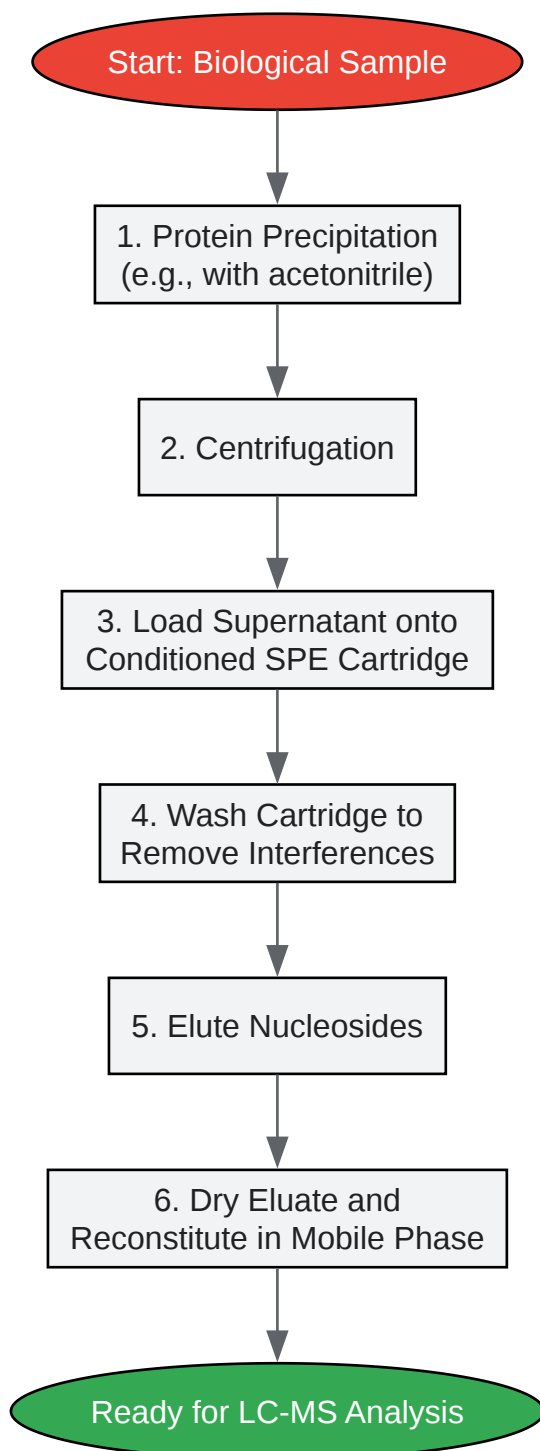 Start: Biological Sample
1. Protein Precipitation
(e.g., with acetonitrile)
2. Centrifugation
3. Load Supernatant onto
Conditioned SPE Cartridge
4. Wash Cartridge to
Remove Interferences
5. Elute Nucleosides
6. Dry Eluate and
Reconstitute in Mobile Phase
Ready for LC-MS Analysis